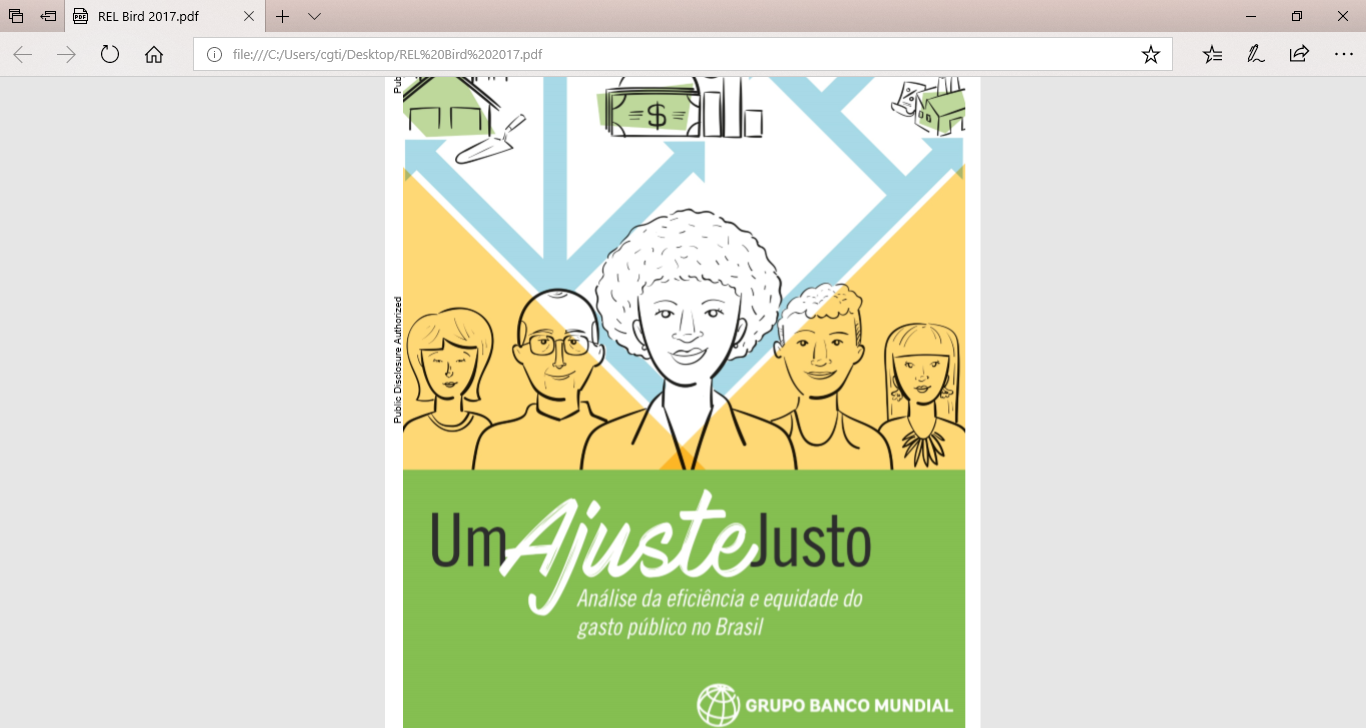 REL Bird 2017.pdf
file:///C:/Users/cgti/Desktop/REL%20Bird%202017.pdf
Pub
$
Public Disclosure Authorized
Um Ajuste Justo
Análise da eficiência e equidade do
gasto público no Brasil
GRUPO BANCO MUNDIAL